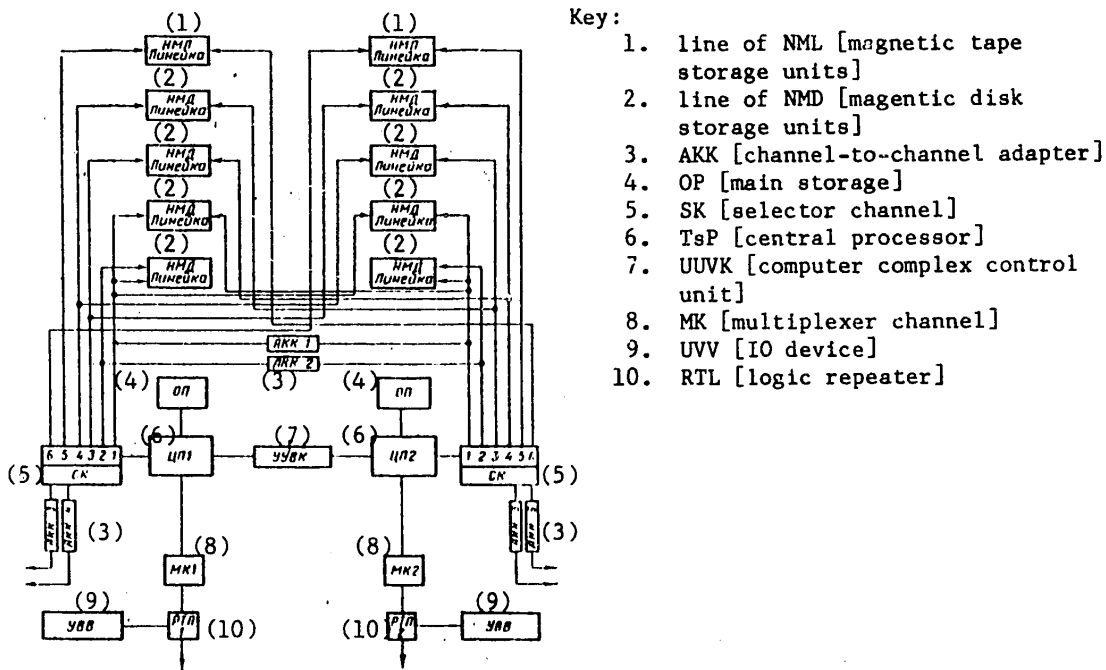 (1)
(1)
НМЛ
Линейка
НМЛ
Линейка
(2)
(2)
НМД
Линейка
НМД
Линейка
(2)
(2)
НМД
Линейка
НМД
Линейка
(2)
(2)
НМД
Линейка
НМД
Линейка
(2)
(2)
НМД
Линейка
НМД
Линейка
АКК 1
АКК 2
(4)
(3)
(4)
ОП
ОП
(6)
(7)
(6)
6 5 4 3 2 1
ЦП1
УУВК
ЦП2
1 2 3 4 5 6
(5)
СК
СК
(5)
АКК 4
(3)
(3)
(8)
(8)
МК1
МК2
(9)
(9)
УВВ
РТЛ
1
(10)
(10)
РТЛ
УВВ
Key:
1. line of NML [magnetic tape
storage units]
2. line of NMD [magentic disk
storage units]
3. AKK [channel-to-channel adapter]
4. OP [main storage]
5. SK [selector channel]
6. TsP [central processor]
7. UUVK [computer complex control
unit]
8. MK [multiplexer channel]
9. UVV [IO device]
10. RTL [logic repeater]